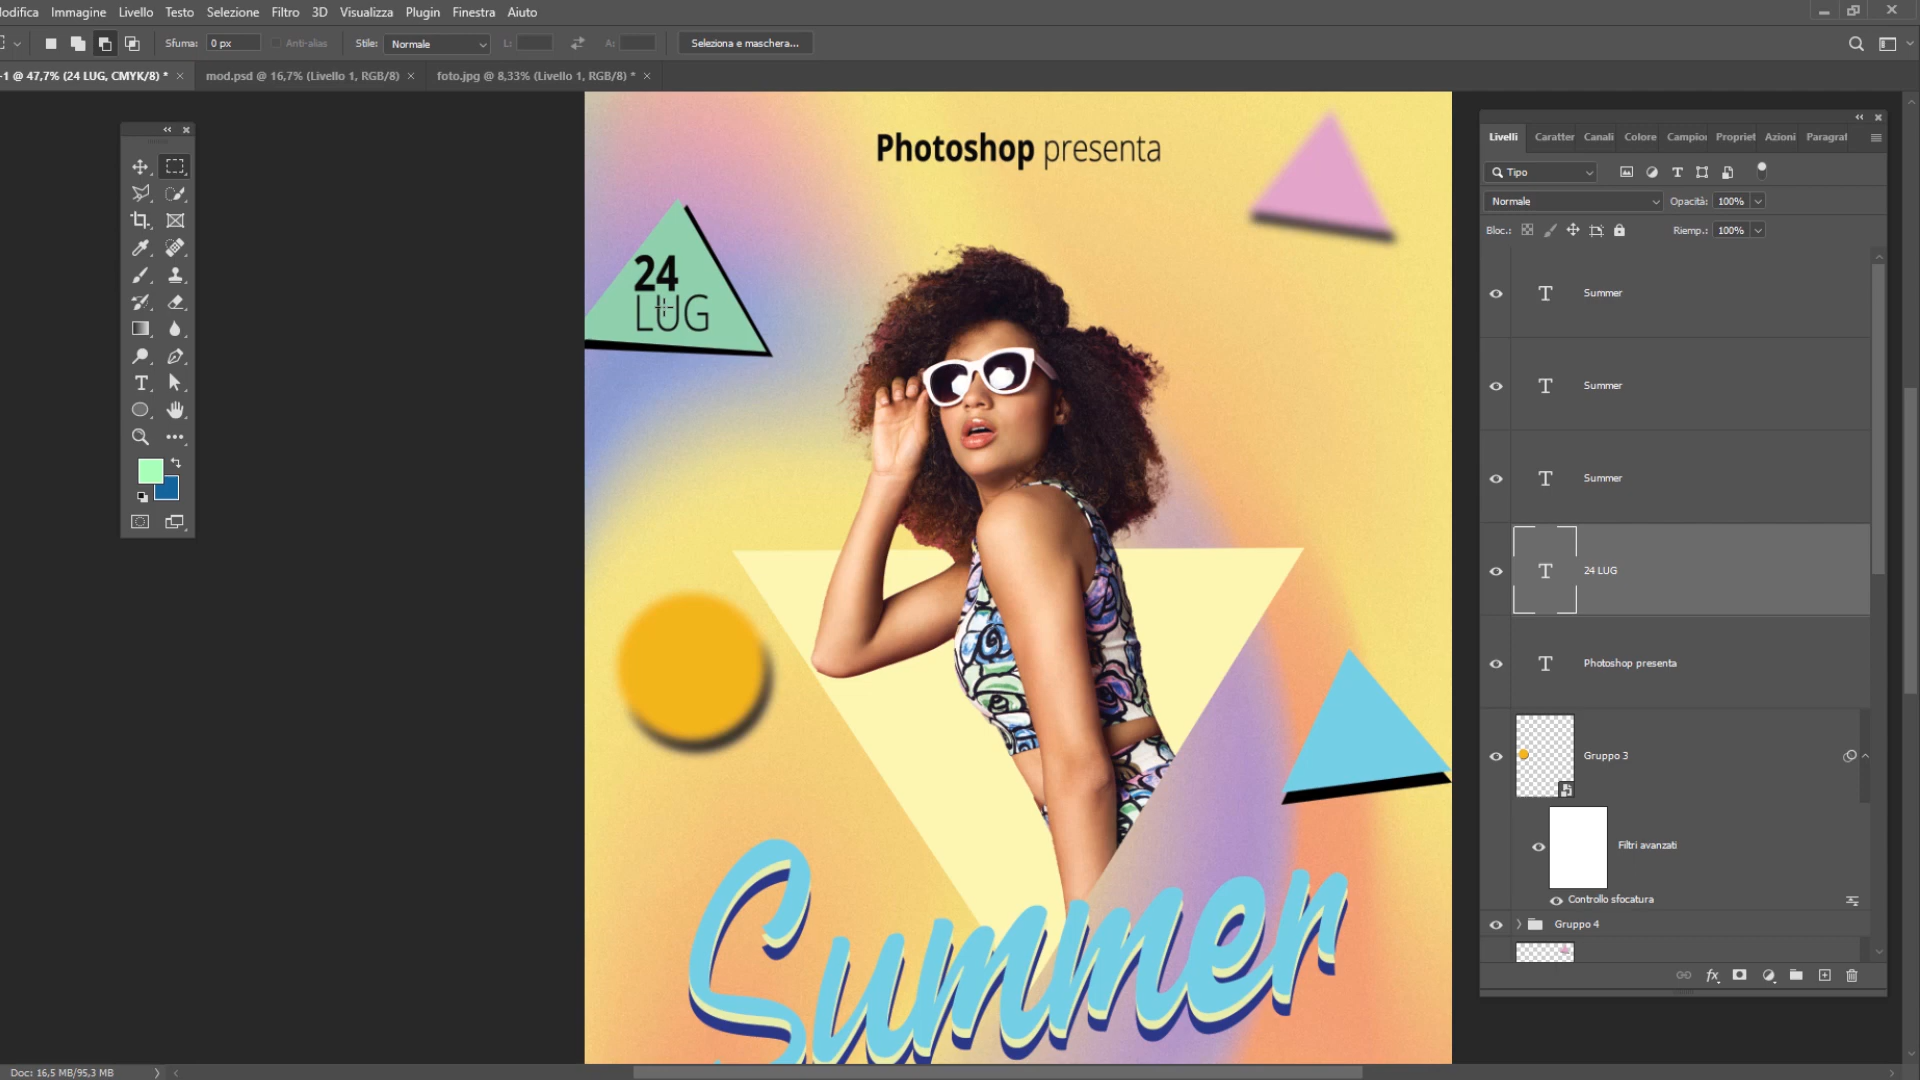 Immagine Livello Testo Selezione Filtro 3D Visualizza Plugin Finestra Aiuto
Sfuma: 0 px Anti-alias Stile: Normale L: A: Seleziona e maschera...
-1 @ 47,7% (24 LUG, CMYK/8) * mod.psd @ 16,7% (Livello 1, RGB/8) foto.jpg @ 8,33% (Livello 1, RGB/8) *
Photoshop presenta
24
LUG
Summer
Livelli Caratter Canali Colore Campion Propriet Azioni Paragraf
Tipo
Normale Opacità: 100%
Bloc.: Riemp.: 100%
Summer
Summer
Summer
24 LUG
Photoshop presenta
Gruppo 3
Filtri avanzati
Controllo sfocatura
Gruppo 4
fx
Doc: 16,5 MB/95,3 MB